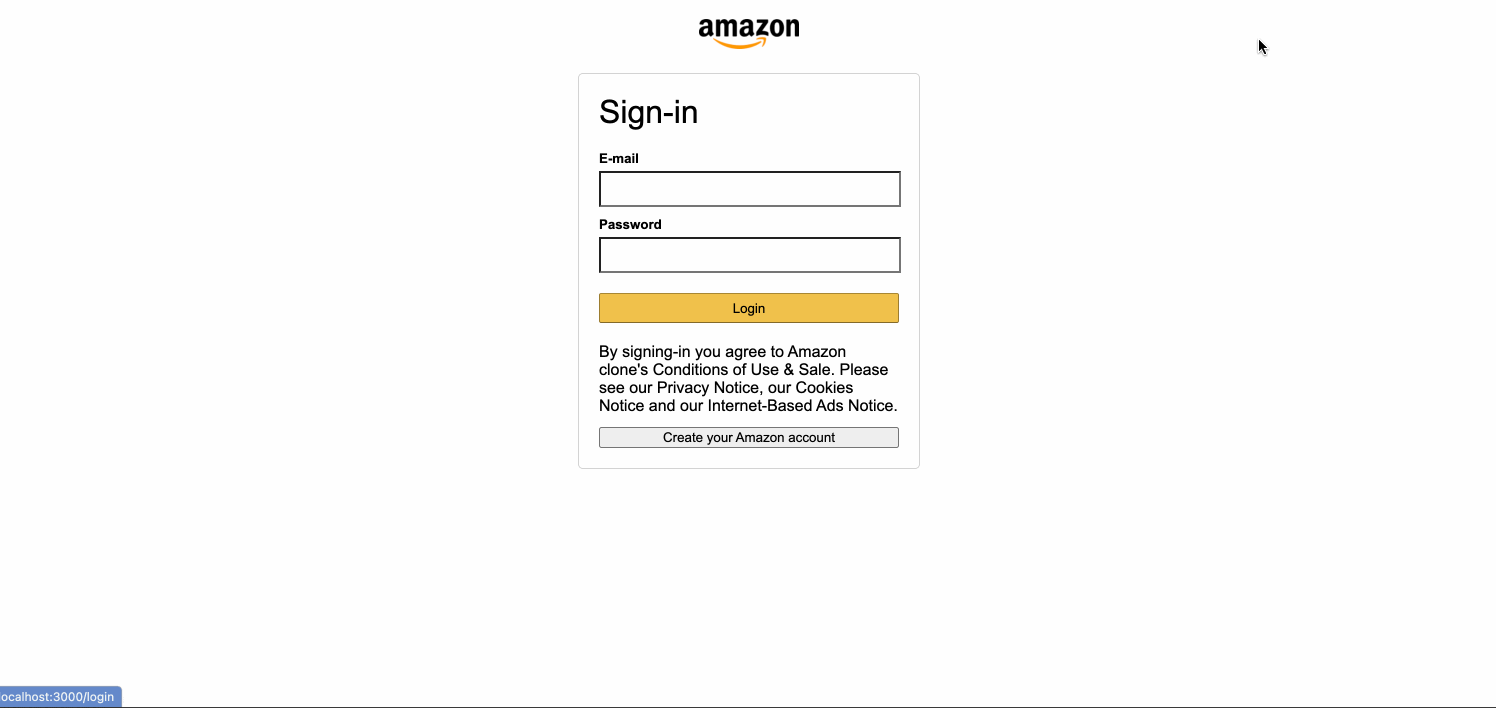 amazon
Sign-in
E-mail
Password
Login
By signing-in you agree to Amazon
clone's Conditions of Use & Sale. Please
see our Privacy Notice, our Cookies
Notice and our Internet-Based Ads Notice.
Create your Amazon account
localhost:3000/login